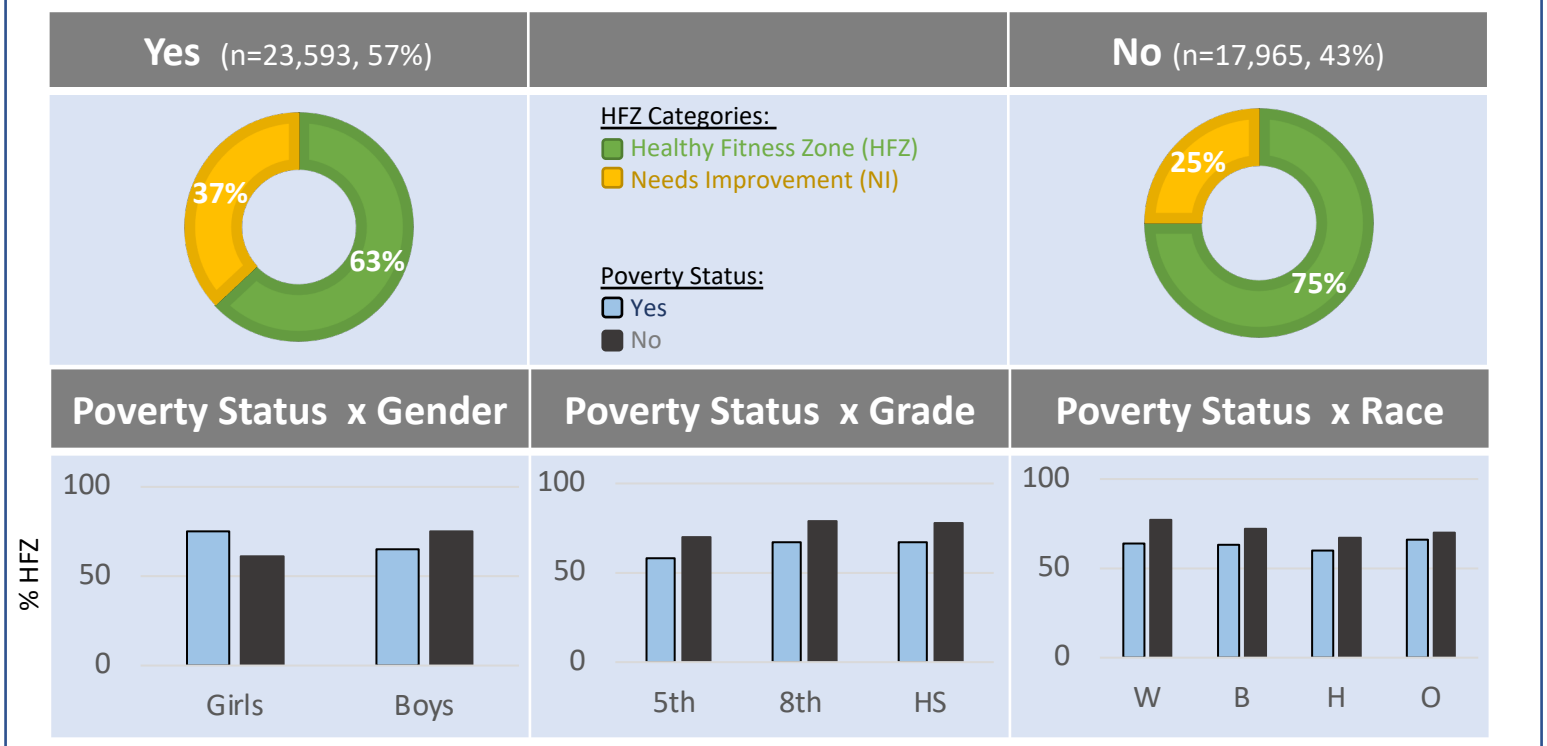 Yes (n=23,593, 57%)
No (n=17,965, 43%)
37%
63%
HFZ Categories:
Healthy Fitness Zone (HFZ)
Needs Improvement (NI)
Poverty Status:
Yes
No
25%
75%
Poverty Status x Gender
Poverty Status x Grade
Poverty Status x Race
% HFZ
100
50
0
Girls Boys
100
50
0
5th 8th HS
100
50
0
W B H O